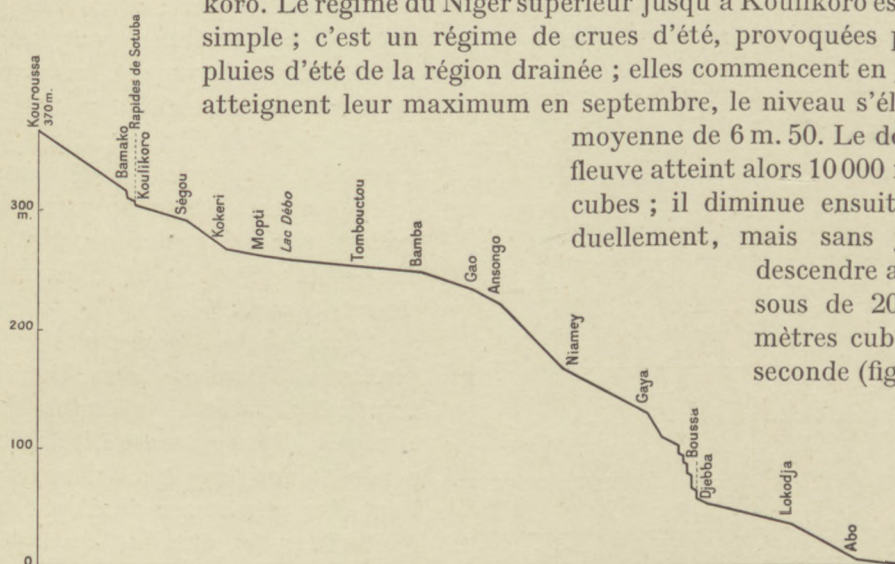 koro. Le régime du Niger supérieur jusqu'à Koulikoro es
simple ; c'est un régime de crues d'été, provoquées
pluies d'été de la région drainée ; elles commencent en
atteignent leur maximum en septembre, le niveau s'él
moyenne de 6 m. 50. Le dé
fleuve atteint alors 10 000
cubes ; il diminue ensuit
duellement, mais sans
descendre a
sous de 20
mètres cub
seconde (fig
Kouroussa
370 m.
Bamako
Rapides de Sotuba
Koulikoro
Ségou
Kokeri
Mopti
Lac Débo
Tombouctou
Bamba
Gao
Ansongo
Niamey
Gaya
Boussa
Djebba
Lokodja
Abo
300
m.
200
100
0